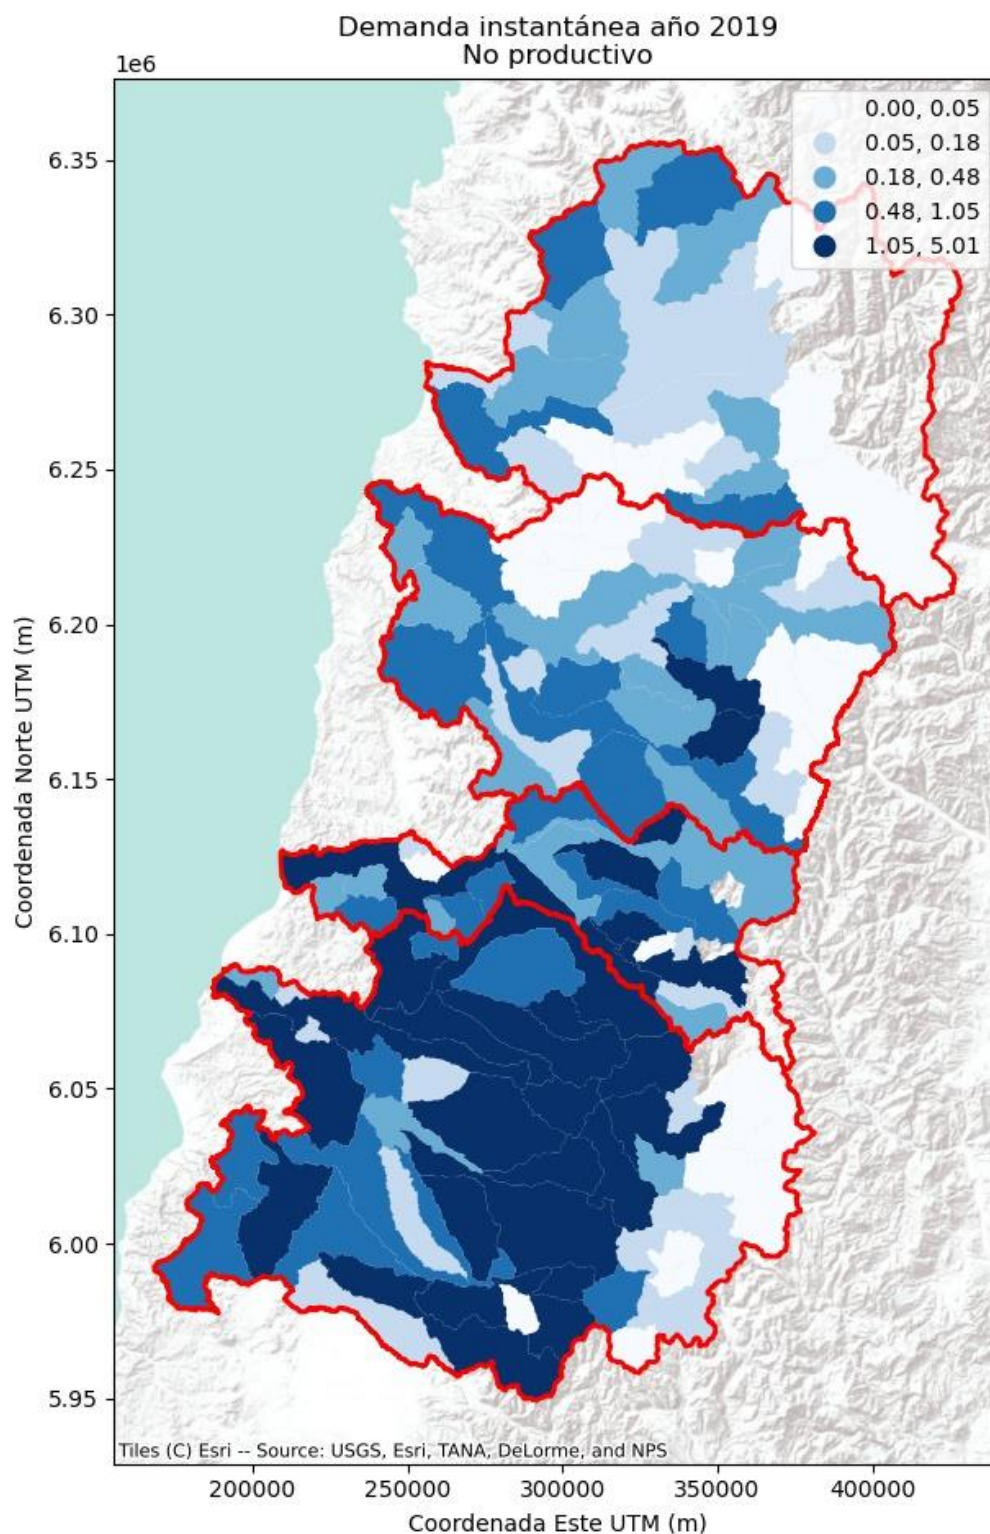 Demanda instantánea año 2019
No productivo
1e6
0.00, 0.05
0.05, 0.18
0.18, 0.48
0.48, 1.05
1.05, 5.01
6.35
6.30
6.25
6.20
6.15
6.10
6.05
6.00
5.95
Coordenada Norte UTM (m)
Tiles (C) Esri -- Source: USGS, Esri, TANA, DeLorme, and NPS
200000 250000 300000 350000 400000
Coordenada Este UTM (m)